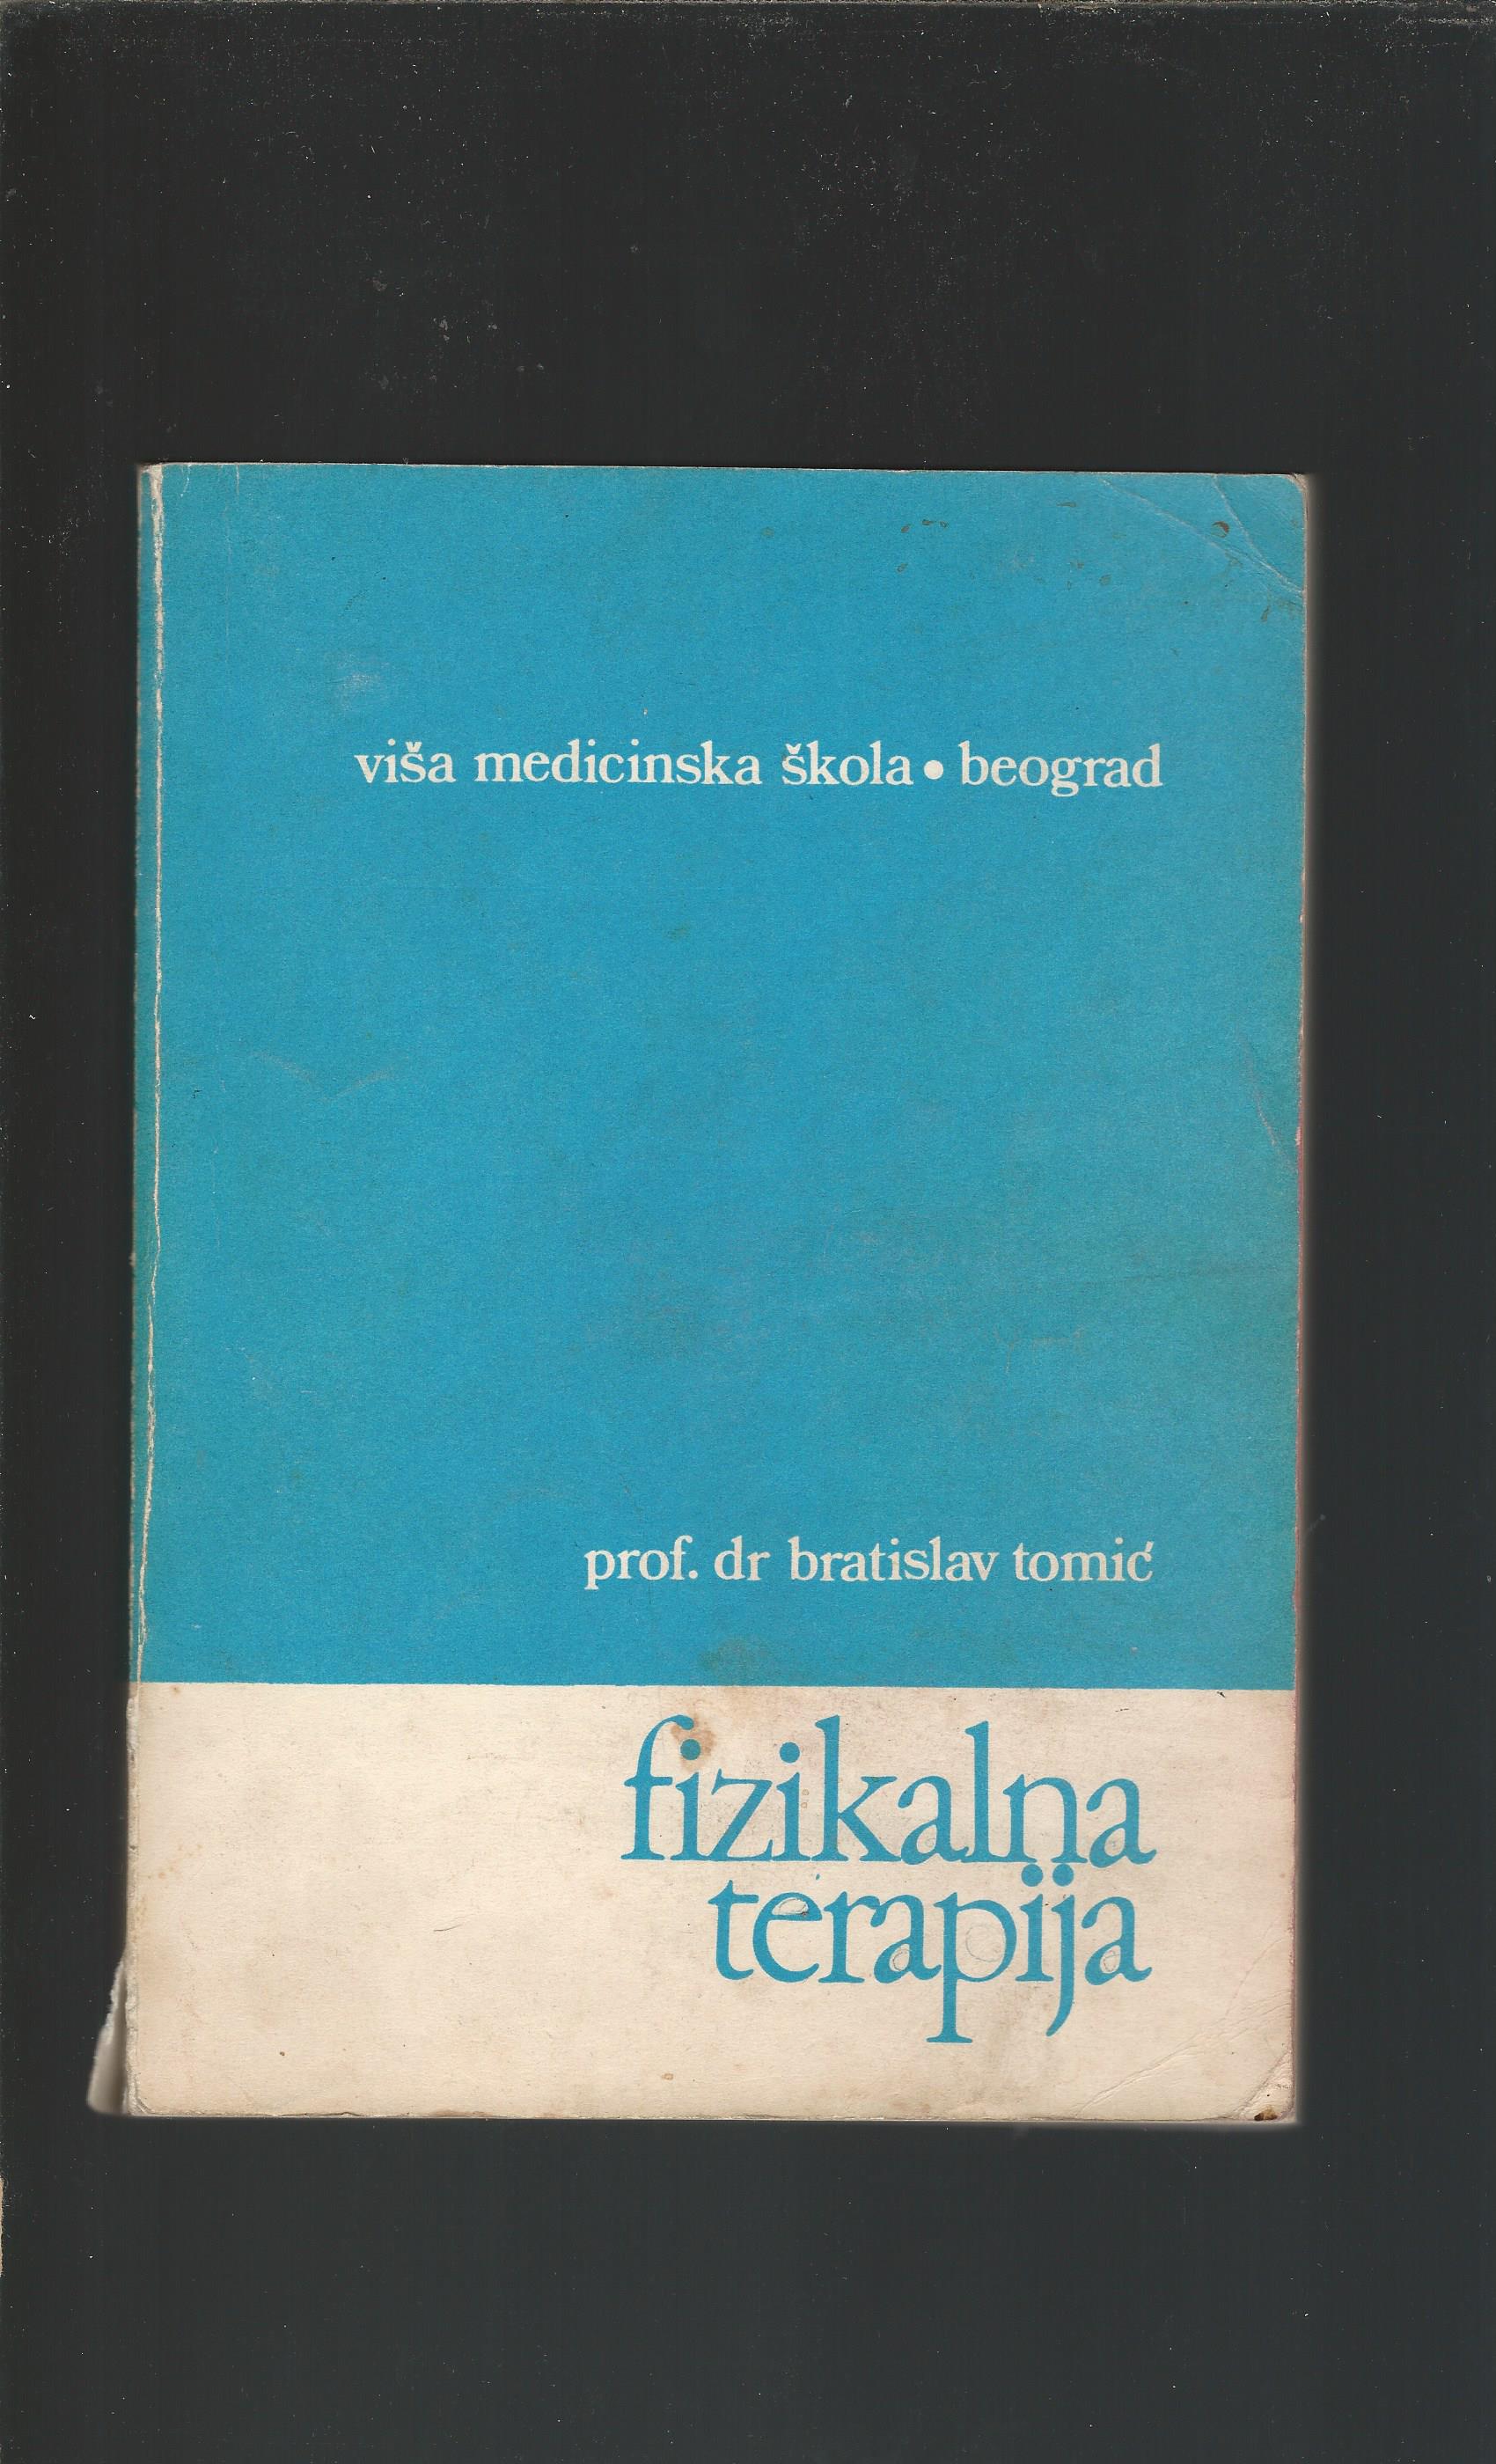 viša medicinska škola • beograd
prof. dr bratislav tomić
fizikalna
terapija